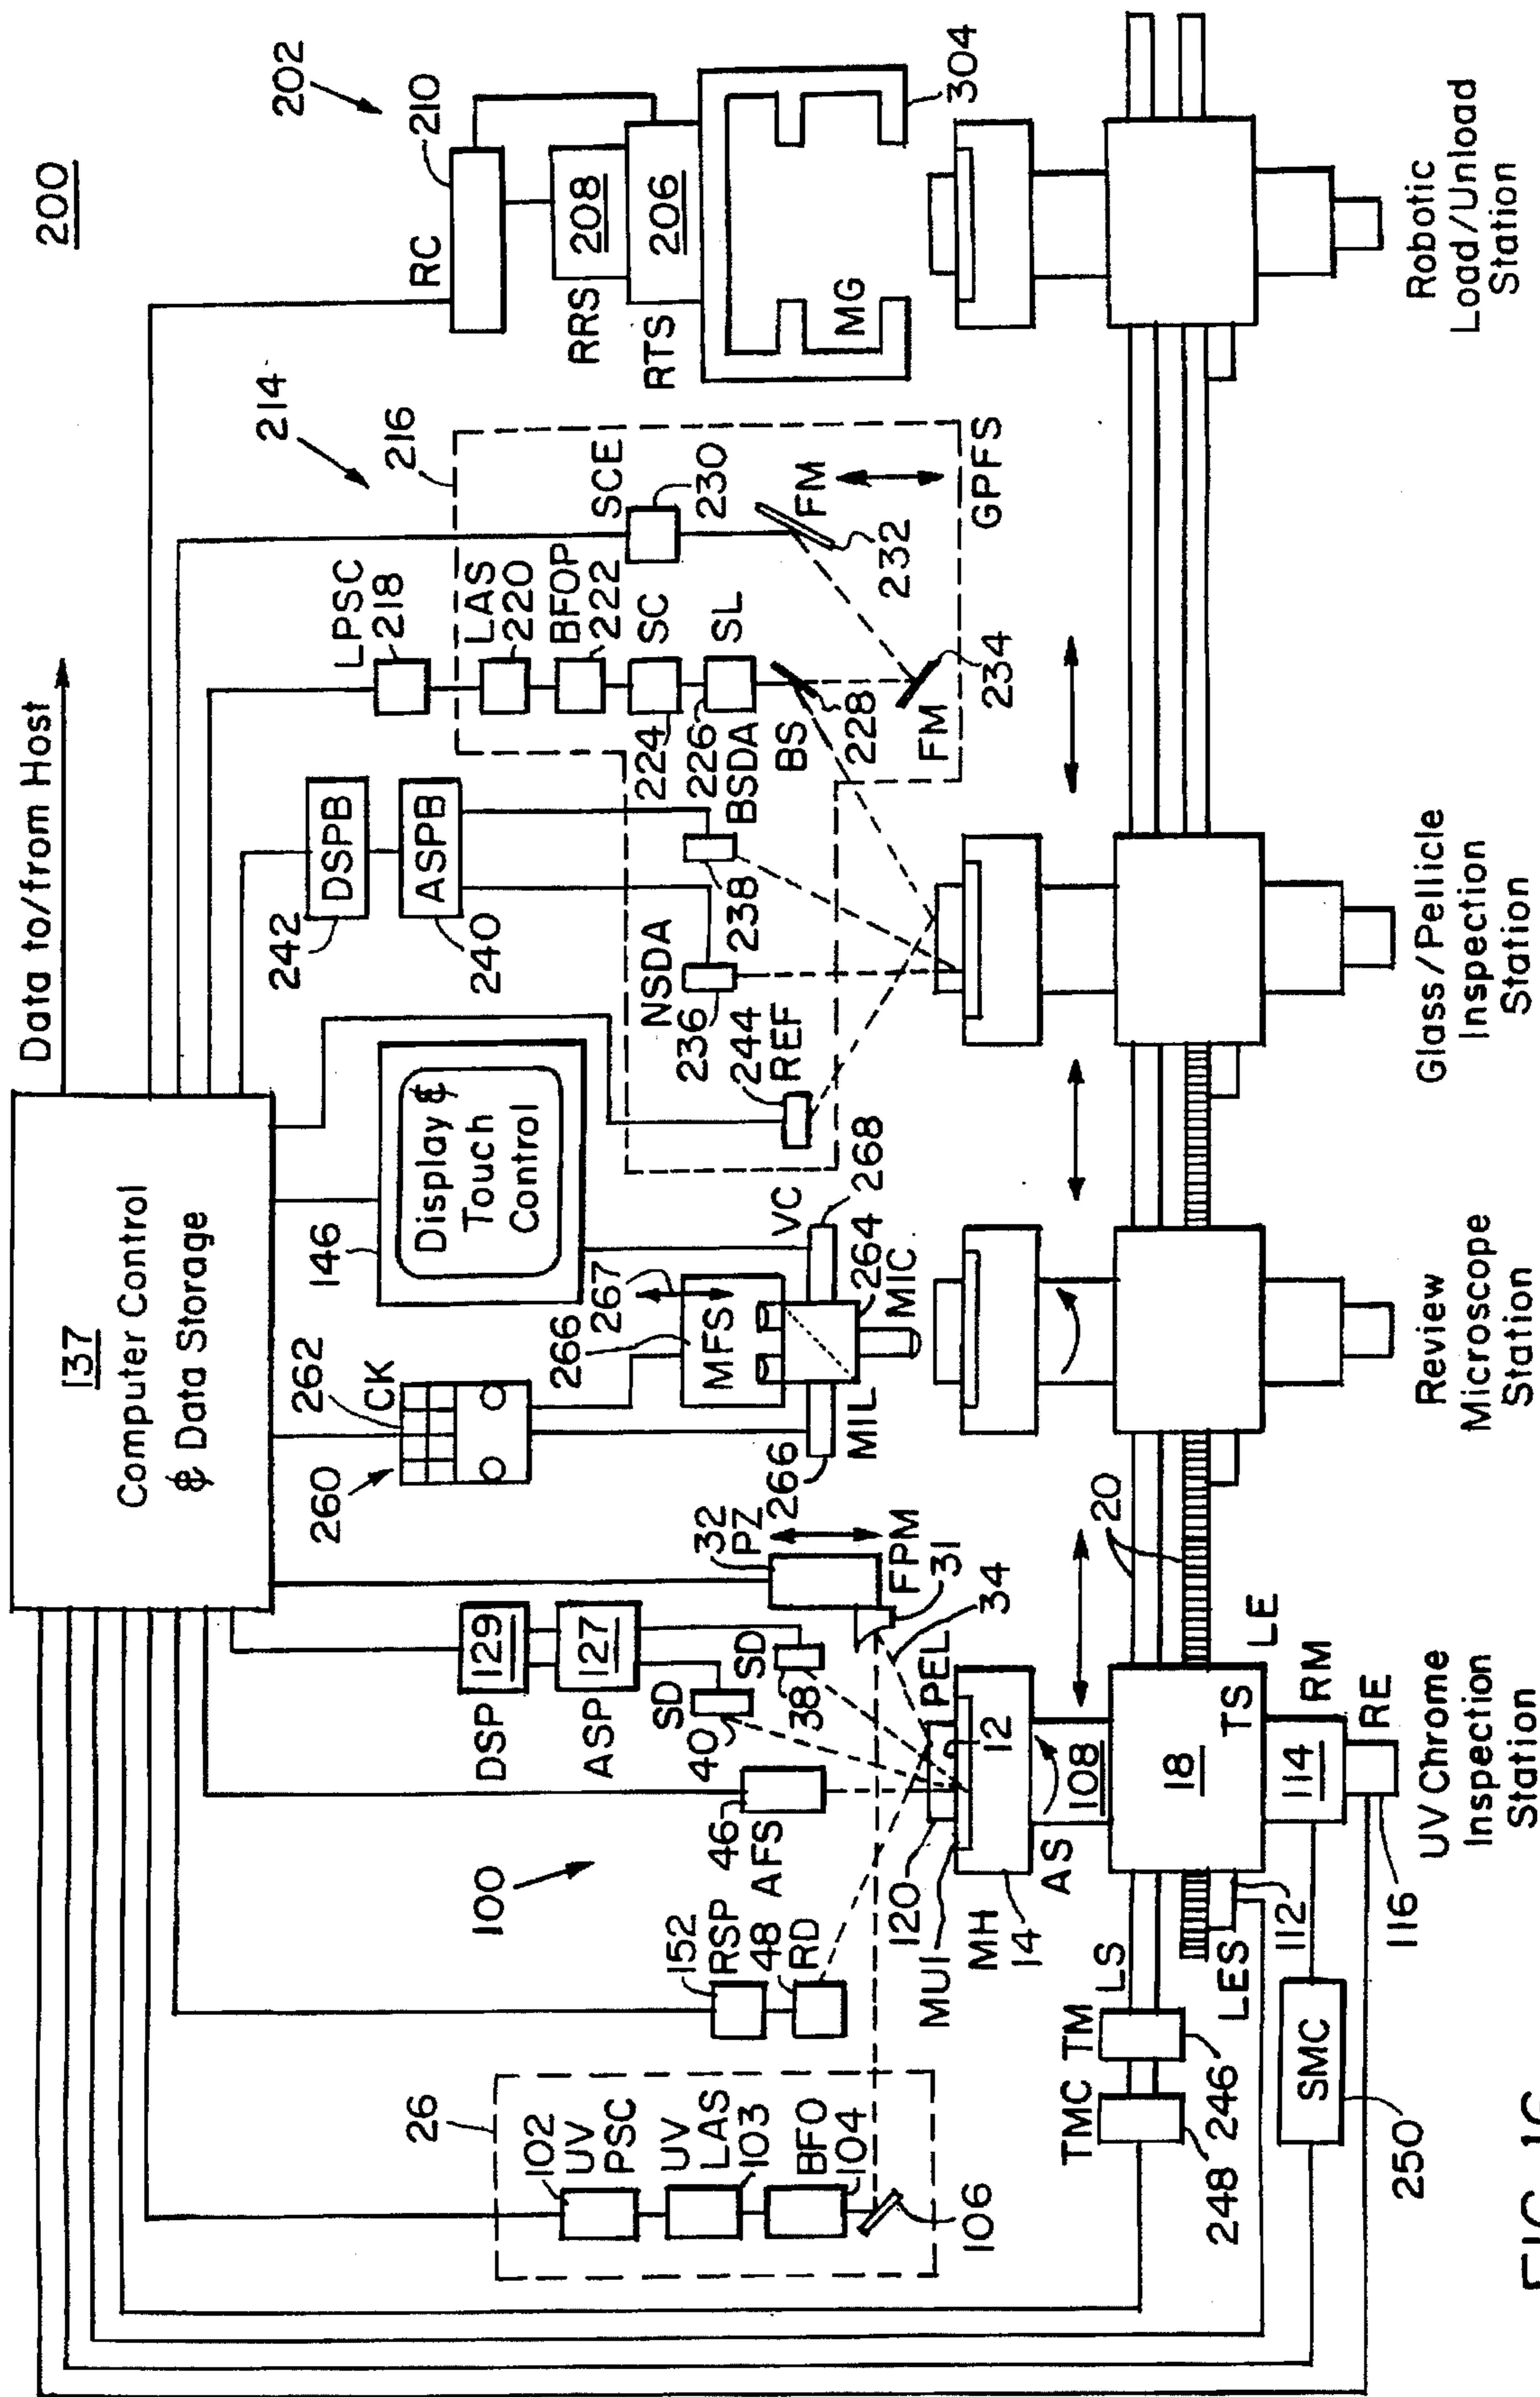 200
Data to/from Host
137
Computer Control
& Data Storage
202
210
RC
208
RRS
206
RTS
MG
304
214
216
LPSC
218
LAS
220
BFOP
222
SC
224
SL
226
BS
228
SCE
230
FM
232
FM
234
GPFS
DSPB
242
ASPB
240
BSDA
238
NSDA
236
244
REF
146
Display &
Touch
Control
262
CK
260
MFS
266
267
VC
268
264
MIC
MIL
266
32
PZ
FPM
31
34
DSP
129
ASP
127
SD
40
SD
38
46
AFS
100
152
RSP
48
RD
26
102
UV
PSC
UV
LAS
103
BFO
104
106
PEL
120
12
MUI
MH
14
AS
108
18
TS
LE
20
114
RM
RE
116
112
LES
LS
TM
246
TMC
248
SMC
250
UV Chrome
Inspection
Station
Review
Microscope
Station
Glass/Pellicle
Inspection
Station
Robotic
Load/Unload
Station